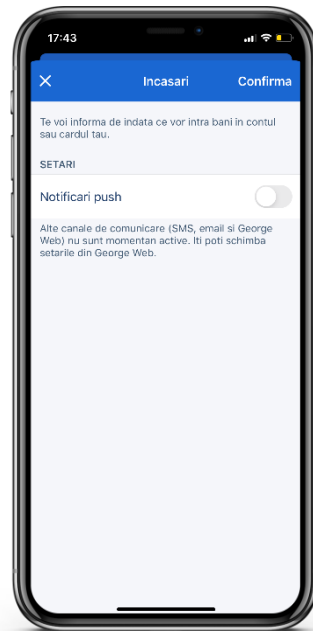 17:43
Incasari
Confirma
Te voi informa de indata ce vor intra bani in contul
sau cardul tau.
SETARI
Notificari push
Alte canale de comunicare (SMS, email si George
Web) nu sunt momentan active. Iti poti schimba
setarile din George Web.